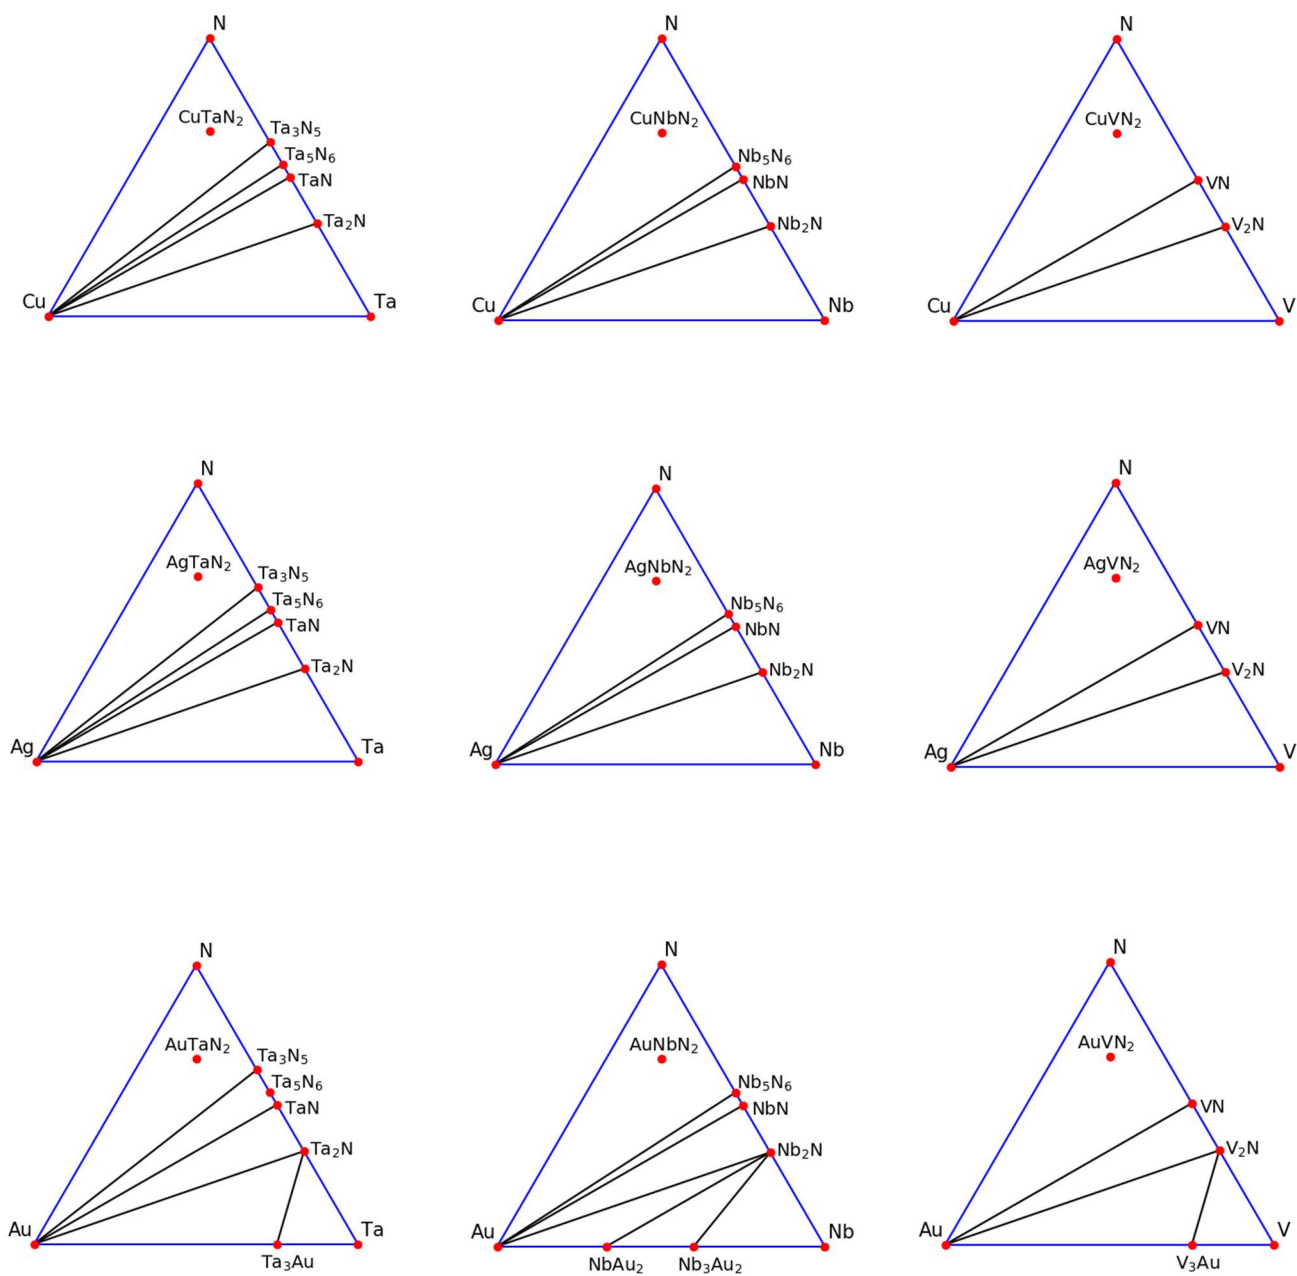 N
CuTaN₂
Ta₃N₅
Ta₅N₆
TaN
Ta₂N
Cu
Ta
N
CuNbN₂
Nb₅N₆
NbN
Nb₂N
Cu
Nb
N
CuVN₂
VN
V₂N
Cu
V
N
AgTaN₂
Ta₃N₅
Ta₅N₆
TaN
Ta₂N
Ag
Ta
N
AgNbN₂
Nb₅N₆
NbN
Nb₂N
Ag
Nb
N
AgVN₂
VN
V₂N
Ag
V
N
AuTaN₂
Ta₃N₅
Ta₅N₆
TaN
Ta₂N
Au
Ta
Ta₃Au
N
AuNbN₂
Nb₅N₆
NbN
Nb₂N
Au
Nb
NbAu₂
Nb₃Au₂
N
AuVN₂
VN
V₂N
Au
V
V₃Au